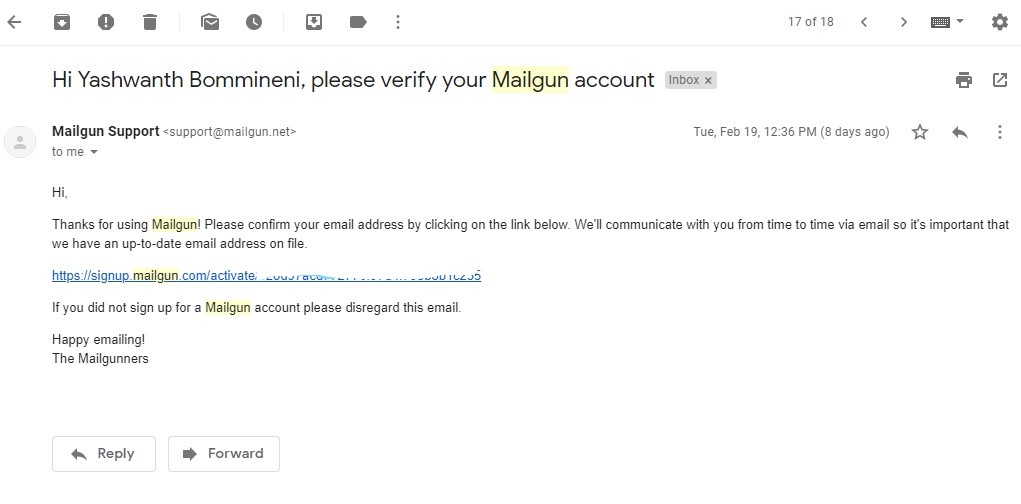 17 of 18
Hi Yashwanth Bommineni, please verify your Mailgun account Inbox ×
Mailgun Support <support@mailgun.net> Tue, Feb 19, 12:36 PM (8 days ago)
to me
Hi,
Thanks for using Mailgun! Please confirm your email address by clicking on the link below. We'll communicate with you from time to time via email so it's important that
we have an up-to-date email address on file.
https://signup.mailgun.com/activate/
If you did not sign up for a Mailgun account please disregard this email.
Happy emailing!
The Mailgunners
Reply Forward